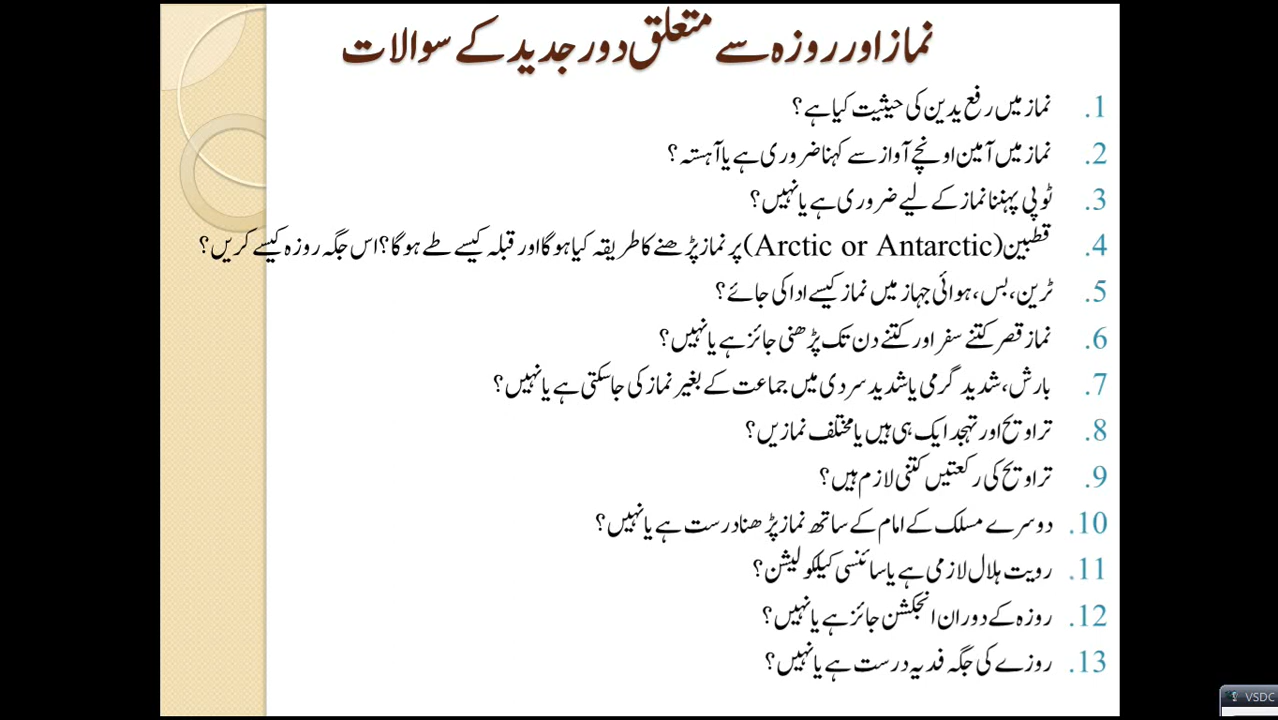 نماز اور روزہ سے متعلق دور جدید کے سوالات
1. نماز میں رفع یدین کی حیثیت کیا ہے؟
2. نماز میں آمین اونچے آواز سے کہنا ضروری ہے یا آہستہ؟
3. ٹوپی پہننا نماز کے لیے ضروری ہے یا نہیں؟
4. قطبین(Arctic or Antarctic) پر نماز پڑھنے کا طریقہ کیا ہوگا اور قبلہ کیسے طے ہو گا؟ اس جگہ روزہ کیسے کریں؟
5. ٹرین، بس، ہوائی جہاز میں نماز کیسے ادا کی جائے؟
6. نماز قصر کتنے سفر اور کتنے دن تک پڑھنی جائز ہے یا نہیں؟
7. بارش، شدید گرمی یا شدید سردی میں جماعت کے بغیر نماز کی جا سکتی ہے یا نہیں؟
8. تراویح اور تہجد ایک ہی ہیں یا مختلف نمازیں؟
9. تراویح کی رکعتیں کتنی لازم ہیں؟
10. دوسرے مسلک کے امام کے ساتھ نماز پڑھنا درست ہے یا نہیں؟
11. رویت ہلال لازمی ہے یا سائنسی کیلکولیشن؟
12. روزہ کے دوران انجکشن جائز ہے یا نہیں؟
13. روزے کی جگہ فدیہ درست ہے یا نہیں؟
VSDC